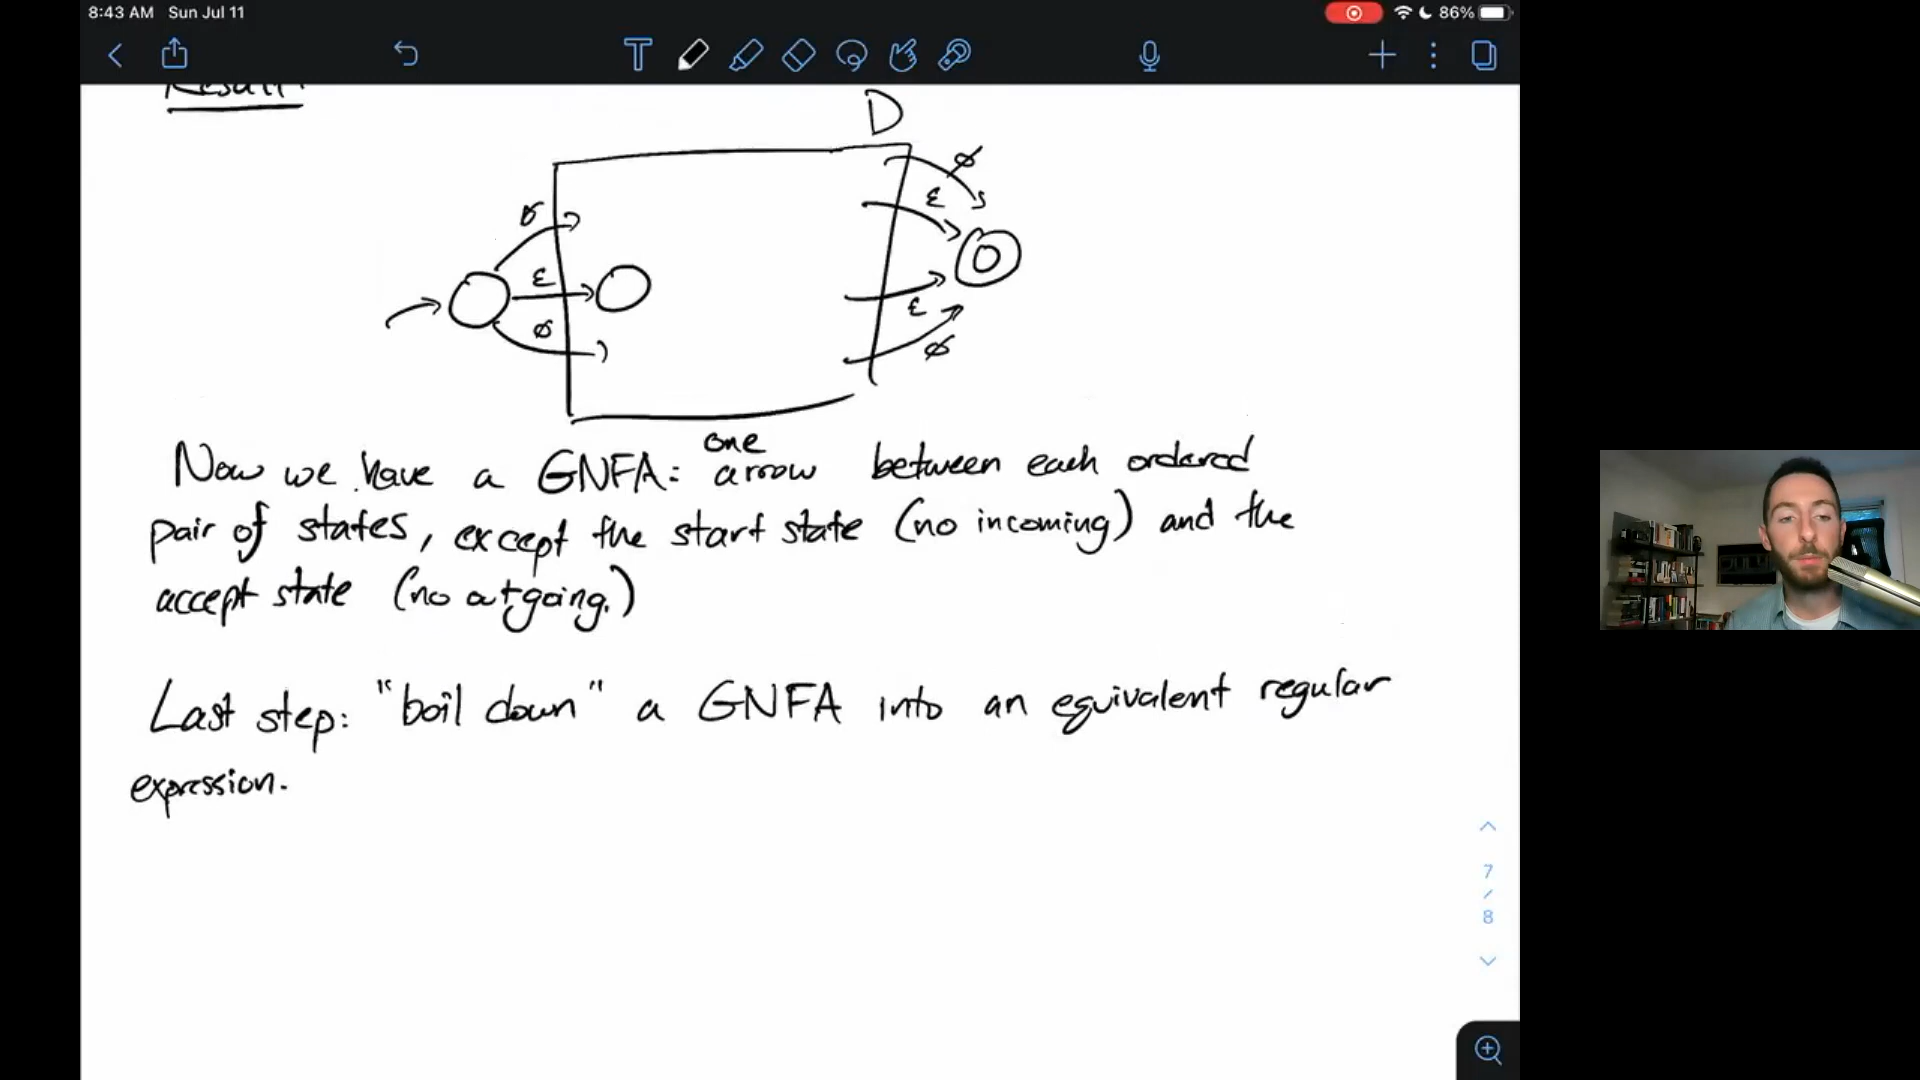 8:43 AM Sun Jul 11
86%
T
Result:
D
∅
ε
ε
∅
ε
∅
one
Now we have a GNFA: arrow between each ordered
pair of states, except the start state (no incoming) and the
accept state (no outgoing.)
Last step: "boil down" a GNFA into an equivalent regular
expression.
7
/
8